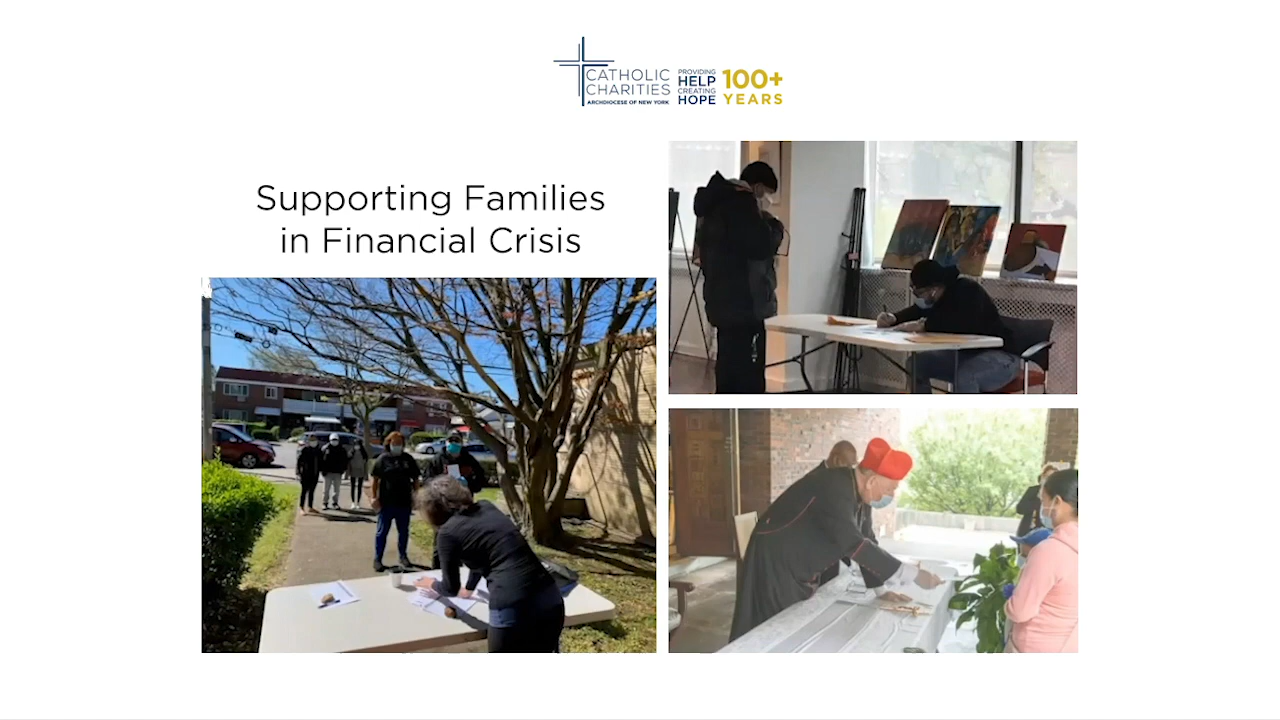 CATHOLIC
CHARITIES
ARCHDIOCESE OF NEW YORK
PROVIDING
HELP
CREATING
HOPE
100+
YEARS
Supporting Families
in Financial Crisis